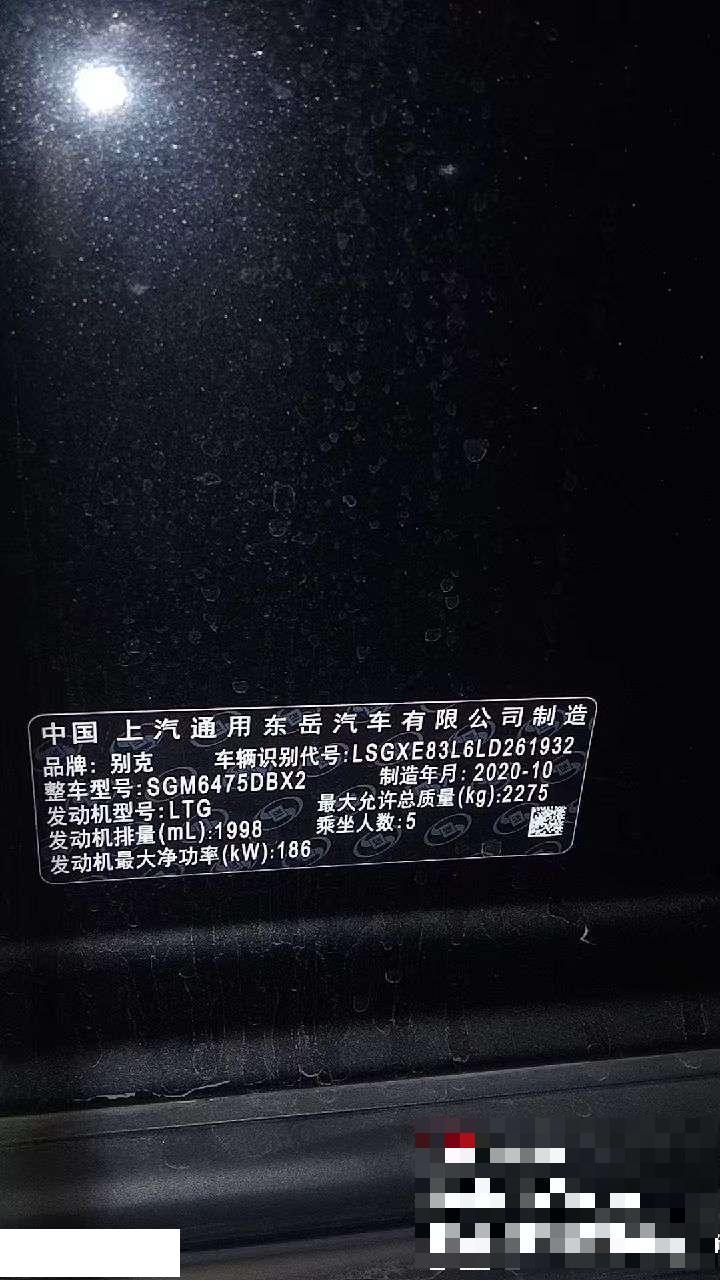 中国 上汽通用东岳汽车有限公司制造
品牌: 别克 车辆识别代号:LSGXE83L6LD261932
整车型号:SGM6475DBX2 制造年月: 2020-10
发动机型号:LTG 最大允许总质量(kg):2275
发动机排量(mL):1998 乘坐人数:5
发动机最大净功率(kW):186